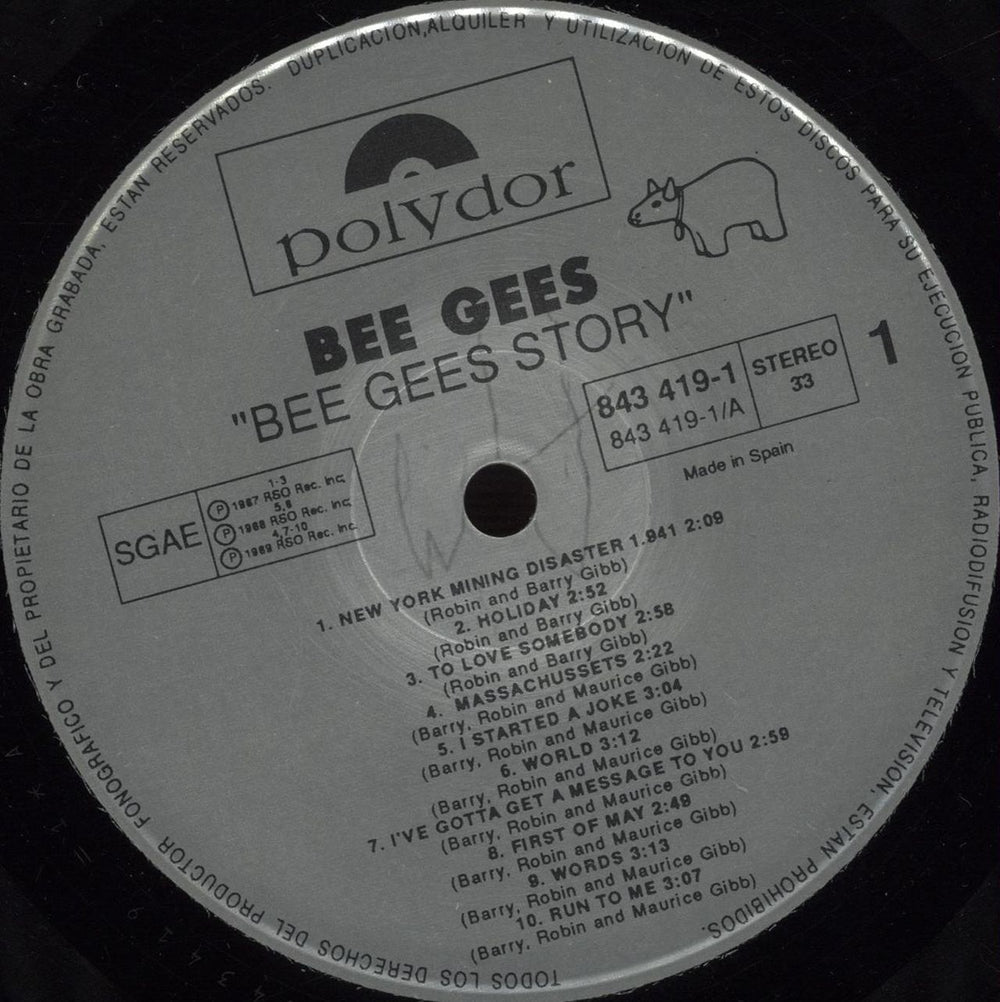 TODOS LOS DERECHOS DEL PRODUCTOR FONOGRAFICO Y DEL PROPIETARIO DE LA OBRA GRABADA, ESTAN RESERVADOS. DUPLICACION,ALQUILER Y UTILIZACION DE ESTOS DISCOS PARA SU EJECUCION PUBLICA, RADIODIFUSION Y TELEVISION, ESTAN PROHIBIDOS.
polydor
BEE GEES
"BEE GEES STORY"
843 419-1
843 419-1/A
STEREO
33
1
Made in Spain
SGAE
1-3
Ⓟ 1967 RSO Rec. Inc.
5,8
Ⓟ 1968 RSO Rec. Inc.
4,7-10
Ⓟ 1969 RSO Rec. Inc.
1. NEW YORK MINING DISASTER 1.941 2:09
(Robin and Barry Gibb)
2. HOLIDAY 2:52
(Robin and Barry Gibb)
3. TO LOVE SOMEBODY 2:58
(Robin and Barry Gibb)
4. MASSACHUSSETS 2:22
(Barry, Robin and Maurice Gibb)
5. I STARTED A JOKE 3:04
(Barry, Robin and Maurice Gibb)
6. WORLD 3:12
(Barry, Robin and Maurice Gibb)
7. I'VE GOTTA GET A MESSAGE TO YOU 2:59
(Barry, Robin and Maurice Gibb)
8. FIRST OF MAY 2:49
(Barry, Robin and Maurice Gibb)
9. WORDS 3:13
(Barry, Robin and Maurice Gibb)
10. RUN TO ME 3:07
(Barry, Robin and Maurice Gibb)